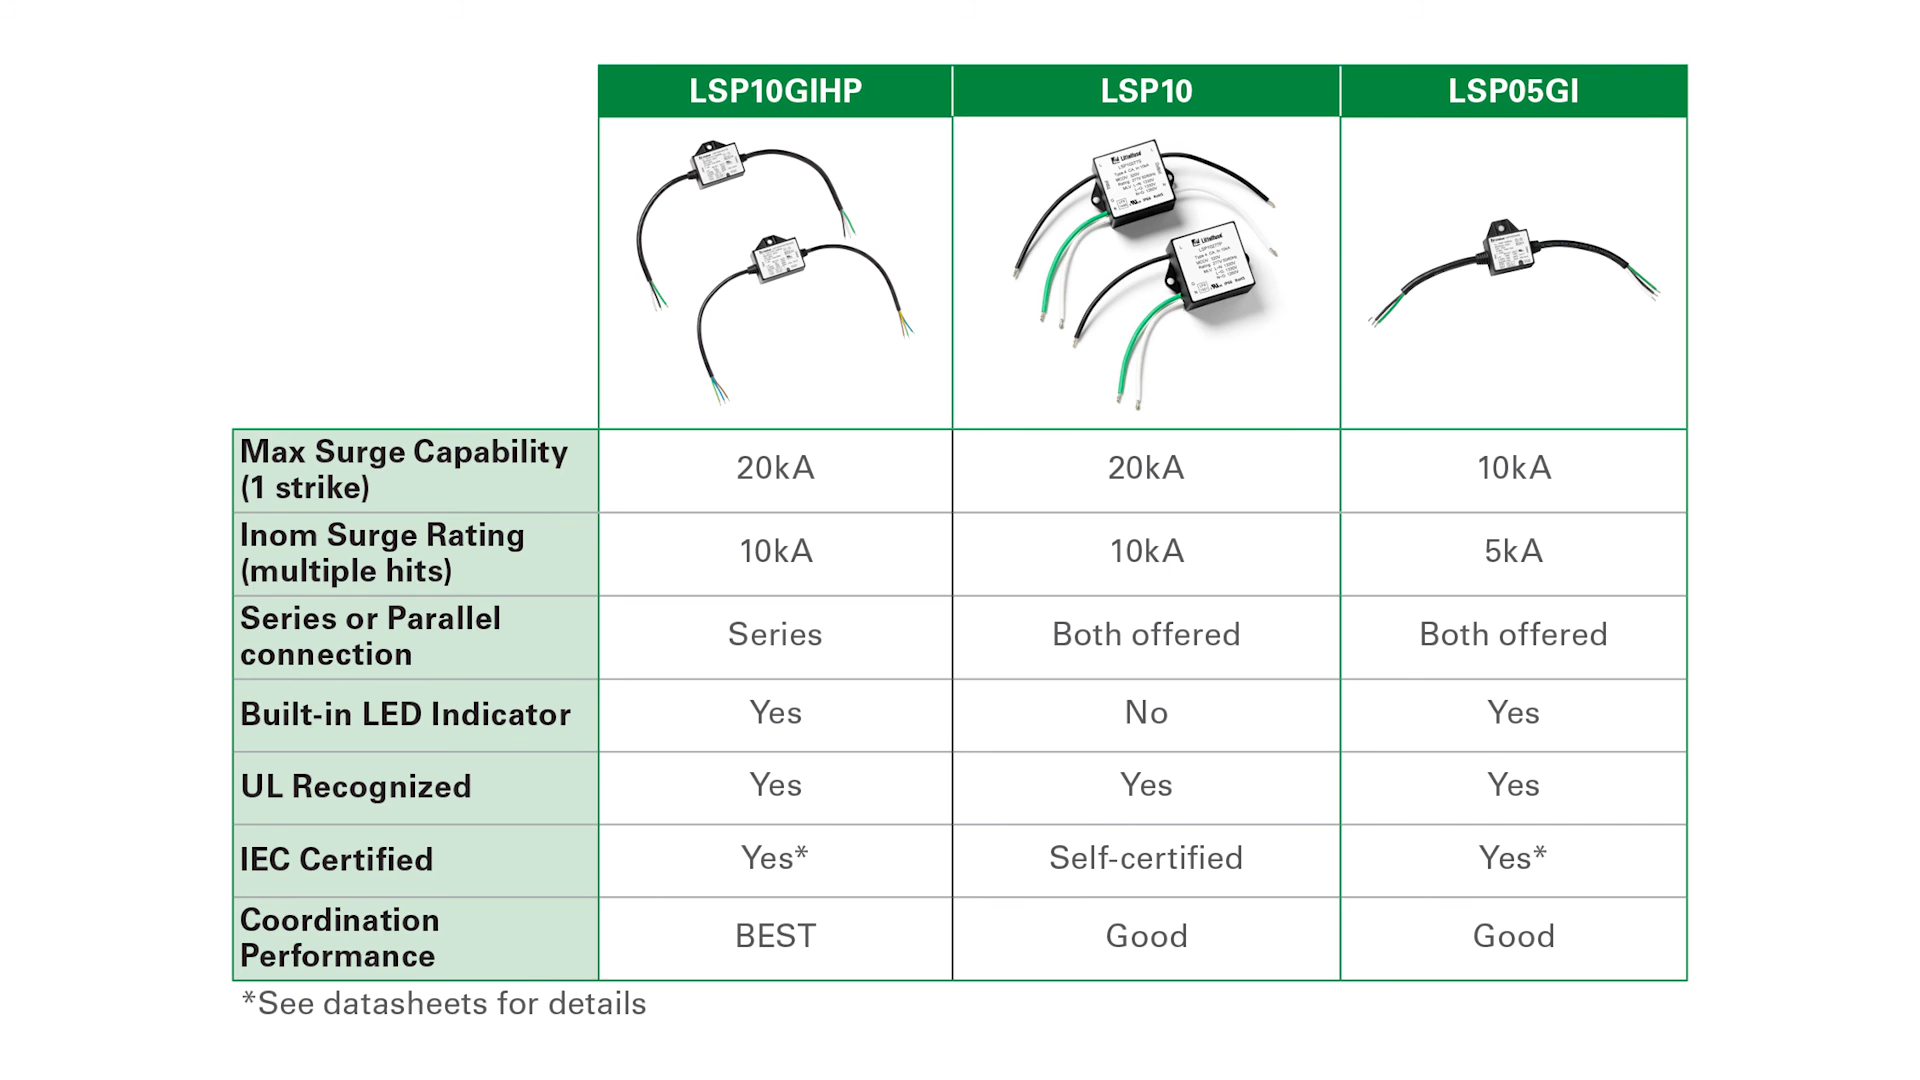 LSP10GIHP LSP10 LSP05GI
Littelfuse
Littelfuse
Max Surge Capability
(1 strike)
20kA 20kA 10kA
Inom Surge Rating
(multiple hits)
10kA 10kA 5kA
Series or Parallel
connection
Series Both offered Both offered
Built-in LED Indicator Yes No Yes
UL Recognized Yes Yes Yes
IEC Certified Yes* Self-certified Yes*
Coordination
Performance
BEST Good Good
*See datasheets for details